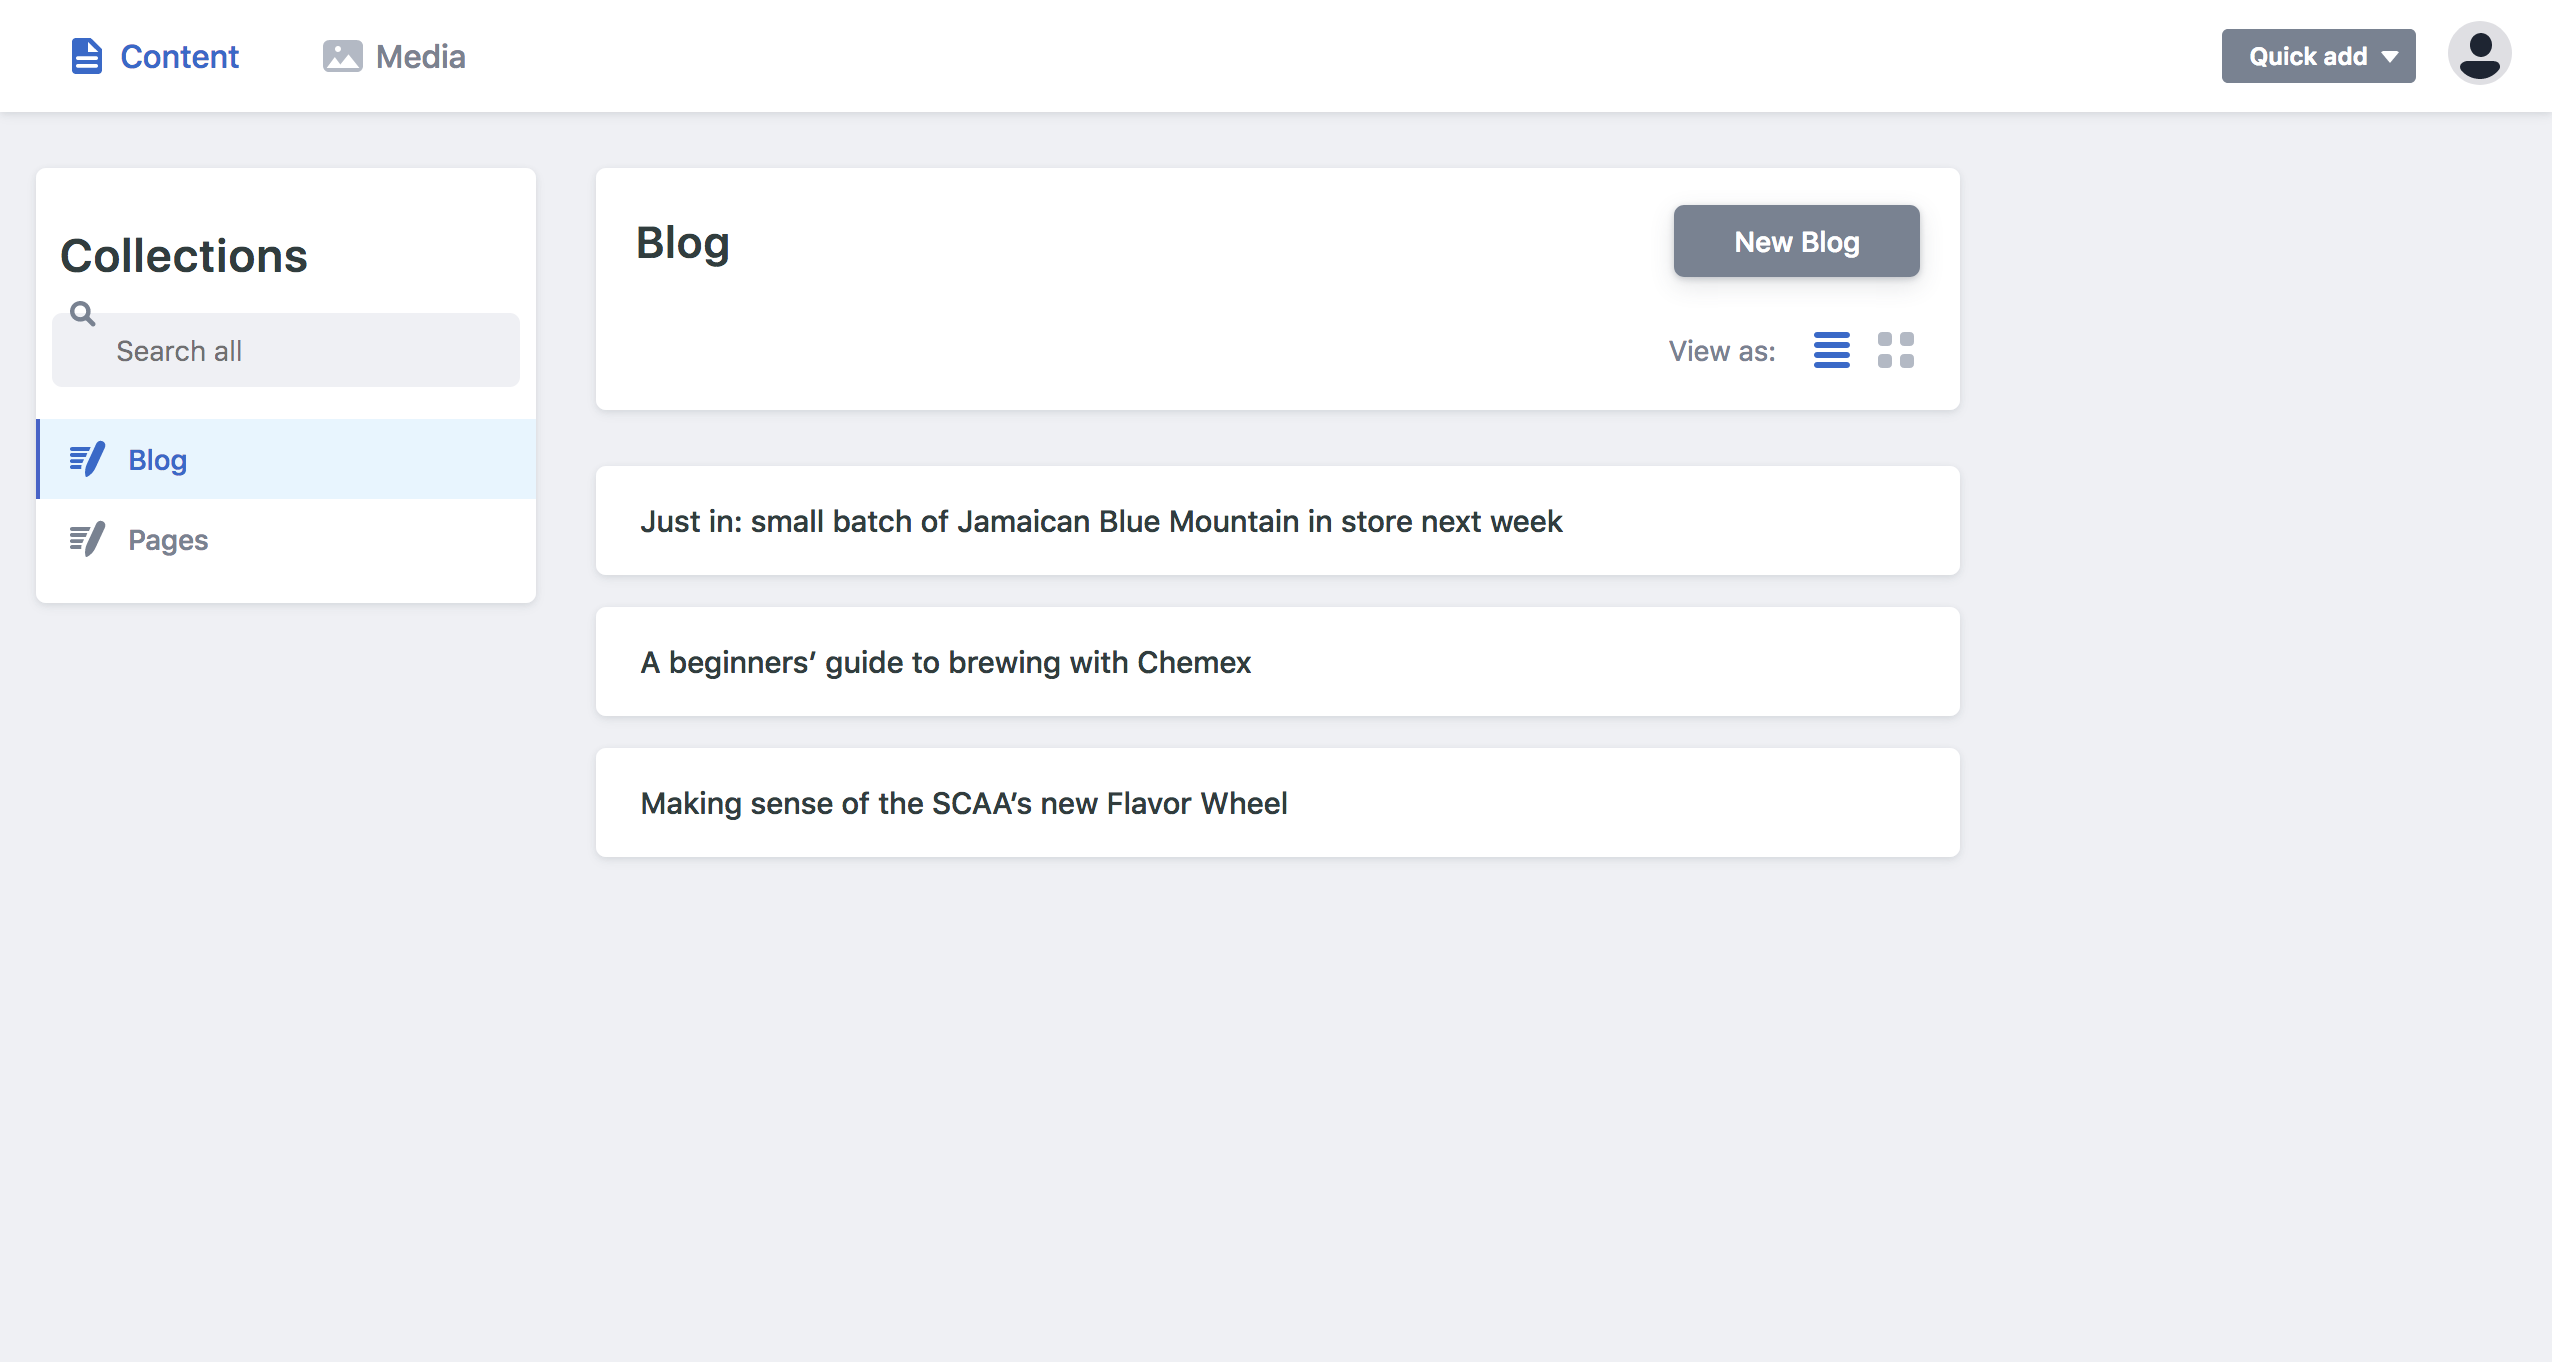 Content
Media
Quick add
Collections
Search all
Blog
Pages
Blog
New Blog
View as:
Just in: small batch of Jamaican Blue Mountain in store next week
A beginners’ guide to brewing with Chemex
Making sense of the SCAA’s new Flavor Wheel